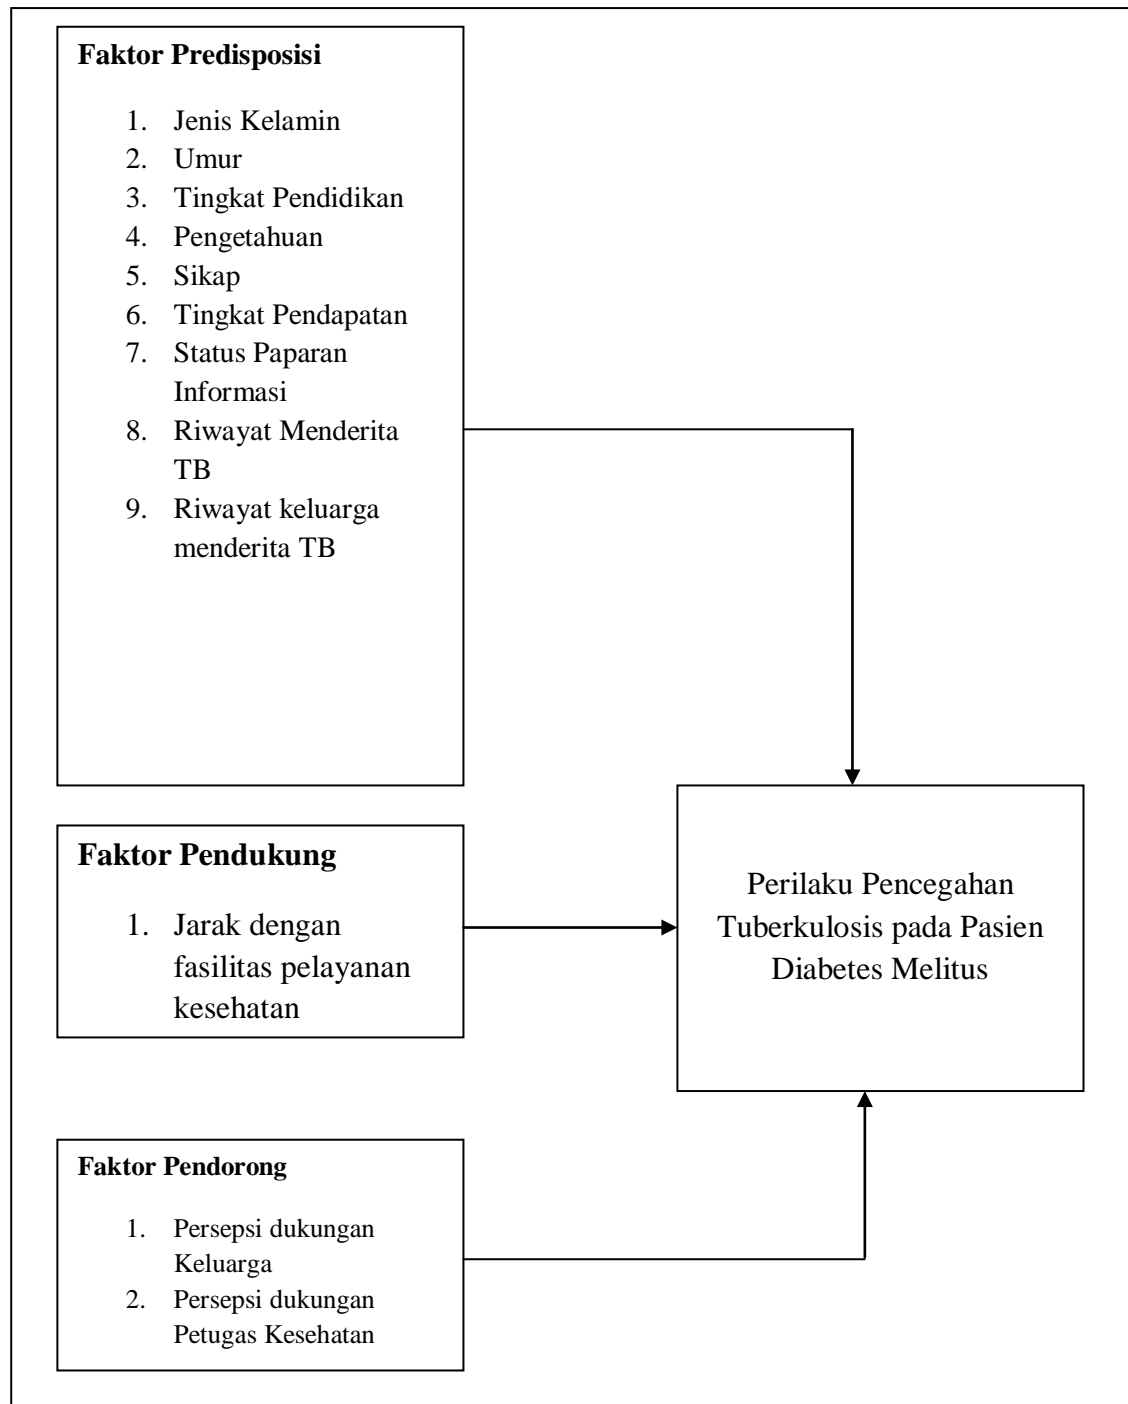 Faktor Predisposisi
1. Jenis Kelamin
2. Umur
3. Tingkat Pendidikan
4. Pengetahuan
5. Sikap
6. Tingkat Pendapatan
7. Status Paparan
Informasi
8. Riwayat Menderita
TB
9. Riwayat keluarga
menderita TB
Faktor Pendukung
1. Jarak dengan
fasilitas pelayanan
kesehatan
Perilaku Pencegahan
Tuberkulosis pada Pasien
Diabetes Melitus
Faktor Pendorong
1. Persepsi dukungan
Keluarga
2. Persepsi dukungan
Petugas Kesehatan